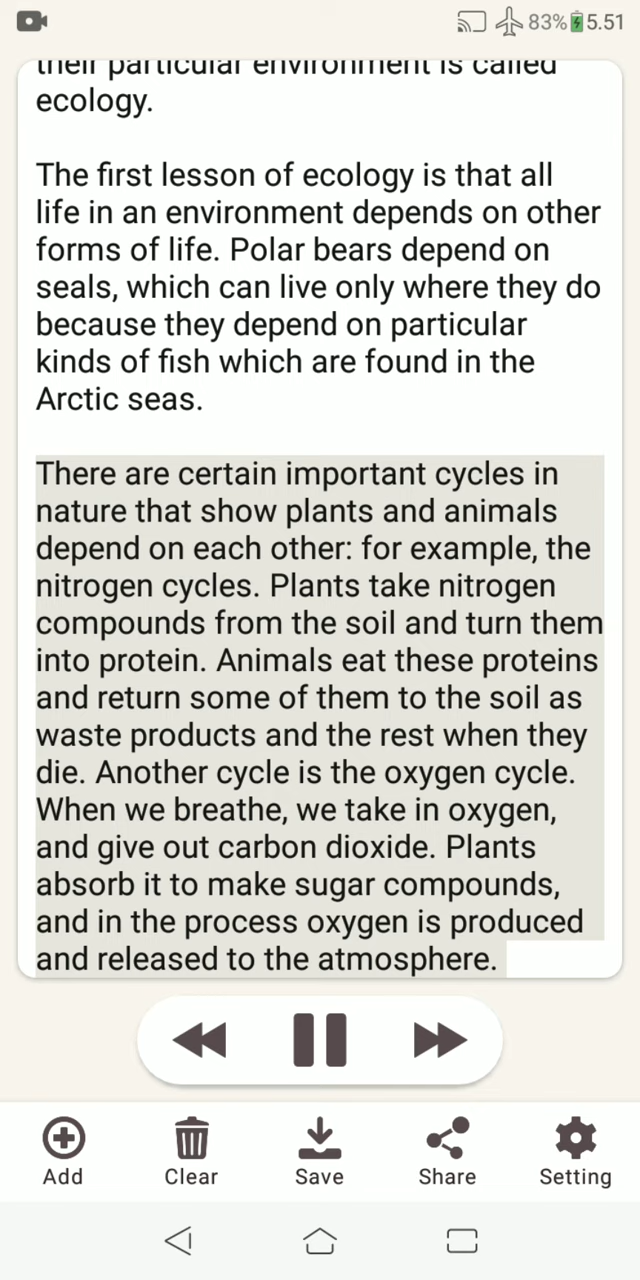 83% 5.51
their particular environment is called
ecology.
The first lesson of ecology is that all
life in an environment depends on other
forms of life. Polar bears depend on
seals, which can live only where they do
because they depend on particular
kinds of fish which are found in the
Arctic seas.
There are certain important cycles in
nature that show plants and animals
depend on each other: for example, the
nitrogen cycles. Plants take nitrogen
compounds from the soil and turn them
into protein. Animals eat these proteins
and return some of them to the soil as
waste products and the rest when they
die. Another cycle is the oxygen cycle.
When we breathe, we take in oxygen,
and give out carbon dioxide. Plants
absorb it to make sugar compounds,
and in the process oxygen is produced
and released to the atmosphere.
Add Clear Save Share Setting